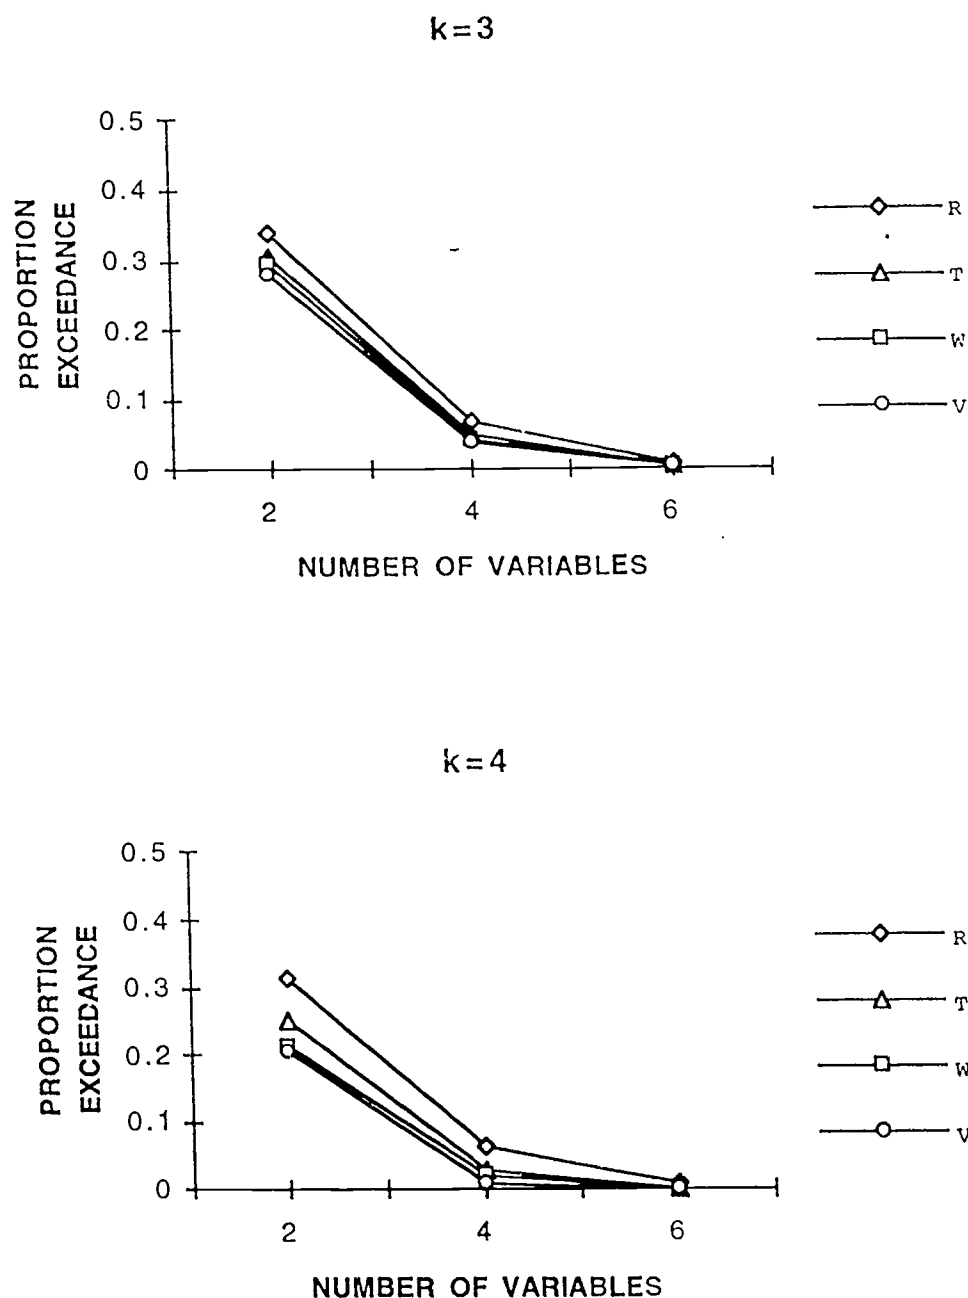 k=3
PROPORTION
EXCEEDANCE
0.5
0.4
0.3
0.2
0.1
0
2 4 6
NUMBER OF VARIABLES
R
T
W
V
k=4
PROPORTION
EXCEEDANCE
0.5
0.4
0.3
0.2
0.1
0
2 4 6
NUMBER OF VARIABLES
R
T
W
V